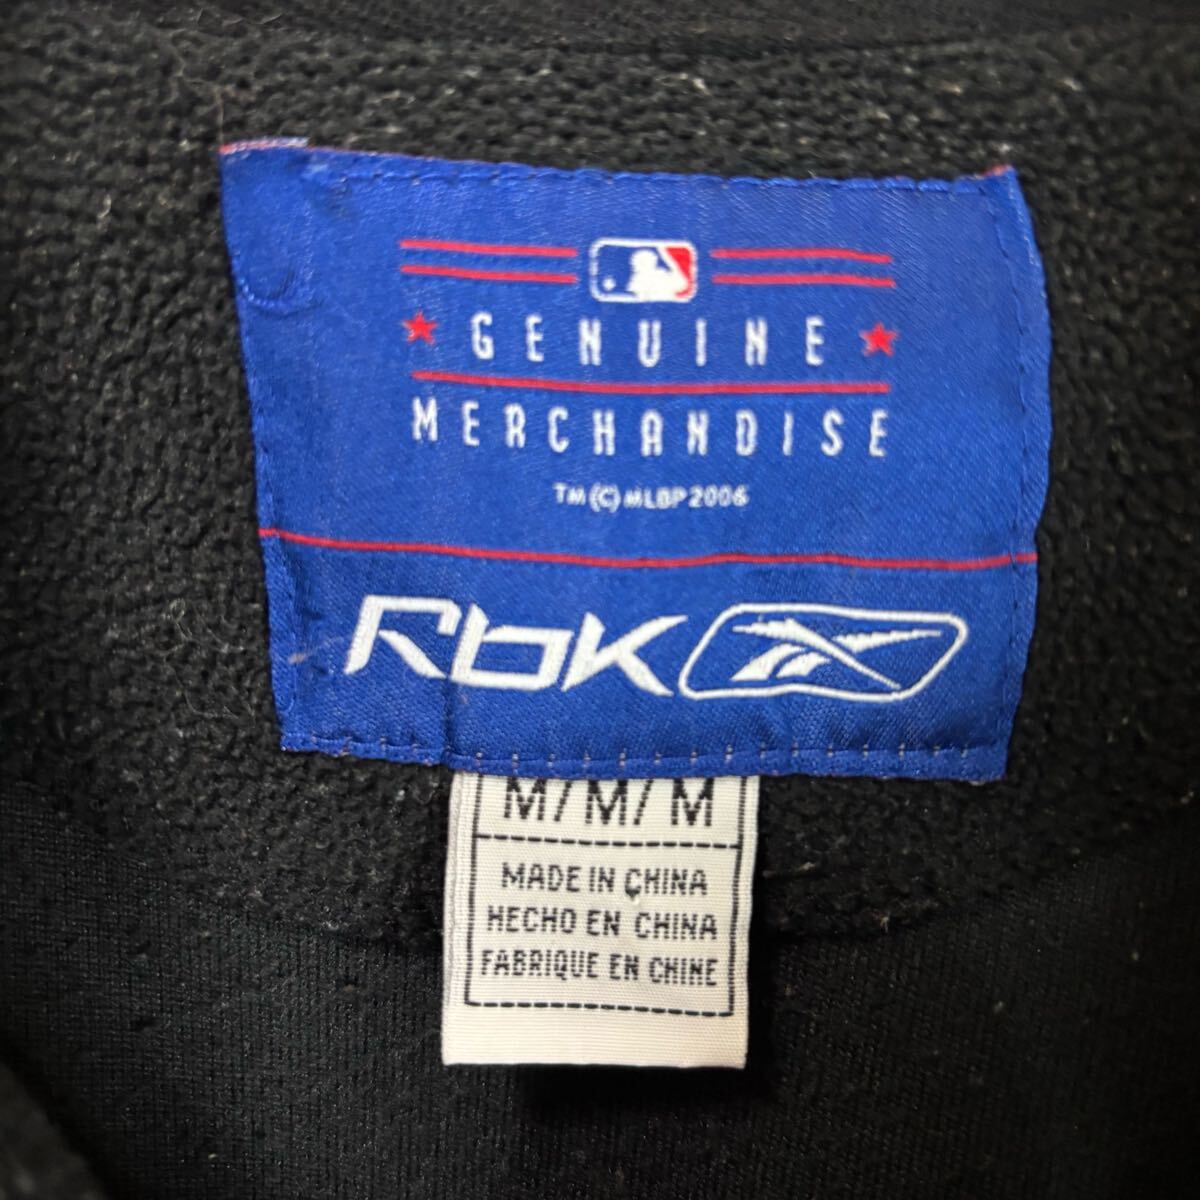 GENUINE
MERCHANDISE
TM (C) MLBP 2006
RbK
M/M/M
MADE IN CHINA
HECHO EN CHINA
FABRIQUE EN CHINE